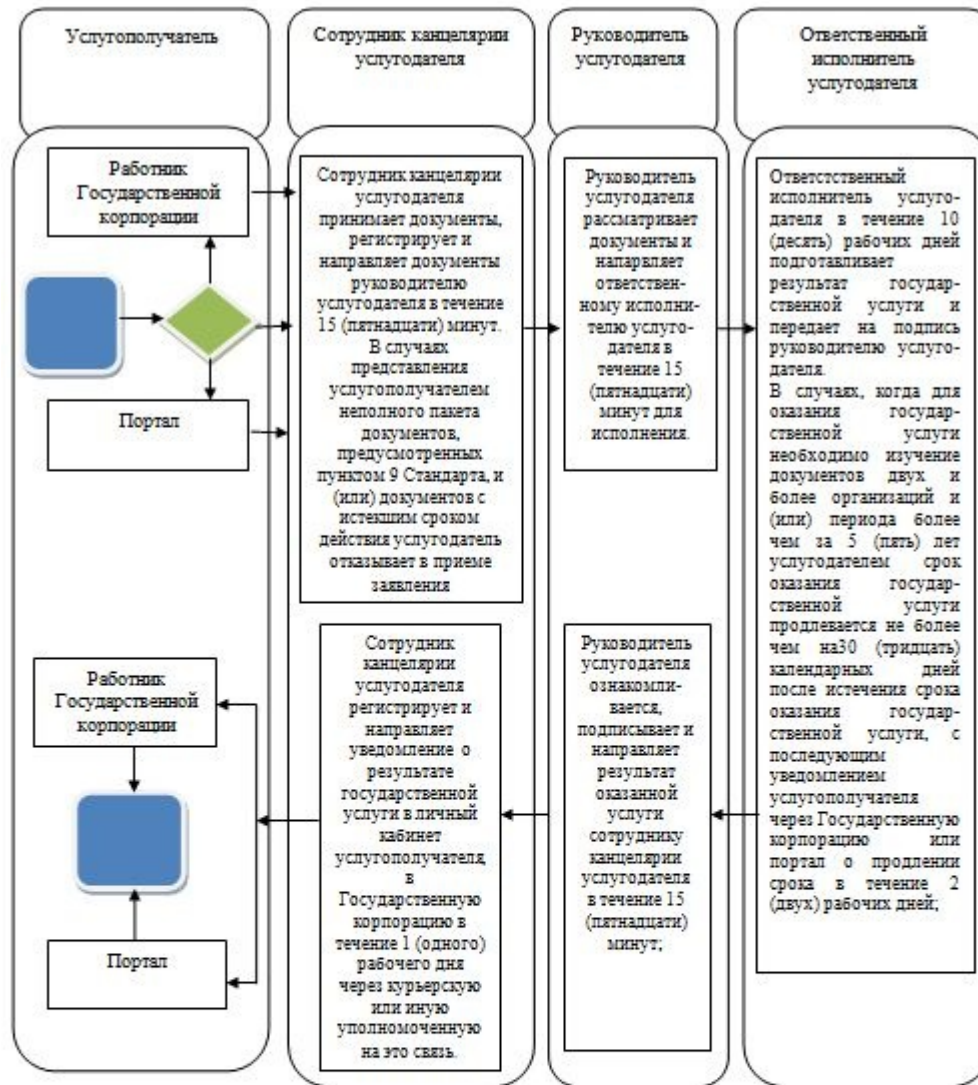 Услугополучатель
Сотрудник канцелярии
услугодателя
Руководитель
услугодателя
Ответственный
исполнитель
услугодателя
Работник
Государственной
корпорации
Портал
Сотрудник канцелярии
услугодателя
принимает документы,
регистрирует и
направляет документы
руководителю
услугодателя в течение
15 (пятнадцати) минут.
В случаях
представления
услугополучателем
неполного пакета
документов,
предусмотренных
пунктом 9 Стандарта, и
(или) документов с
истекшим сроком
действия услугодатель
отказывает в приеме
заявления
Руководитель
услугодателя
рассматривает
документы и
напарвляет
ответствен-
ному исполни-
телю услуго-
дателя в
течение 15
(пятнадцати)
минут для
исполнения.
Ответстственный
исполнитель услуго-
дателя в течение 10
(десять) рабочих дней
подготавливает
результат государ-
ственной услуги и
передает на подпись
руководителю услуго-
дателя.
В случаях, когда для
оказания государ-
ственной услуги
необходимо изучение
документов двух и
более организаций и
(или) периода более
чем за 5 (пять) лет
услугодателем срок
оказания государ-
ственной услуги
продлевается не более
чем на30 (тридцать)
календарных дней
после истечения срока
оказания государ-
ственной услуги, с
последующим
уведомлением
услугополучателя
через Государственную
корпорацию или
портал о продлении
срока в течение 2
(двух) рабочих дней;
Работник
Государственной
корпорации
Портал
Сотрудник
канцелярии
услугодателя
регистрирует и
направляет
уведомление о
результате
государственной
услуги в личный
кабинет
услугополучателя,
в
Государственную
корпорацию в
течение 1 (одного)
рабочего дня
через курьерскую
или иную
уполномоченную
на это связь.
Руководитель
услугодателя
ознакомли-
вается,
подписывает и
направляет
результат
оказанной
услуги
сотруднику
канцелярии
услугодателя
в течение 15
(пятнадцати)
минут;